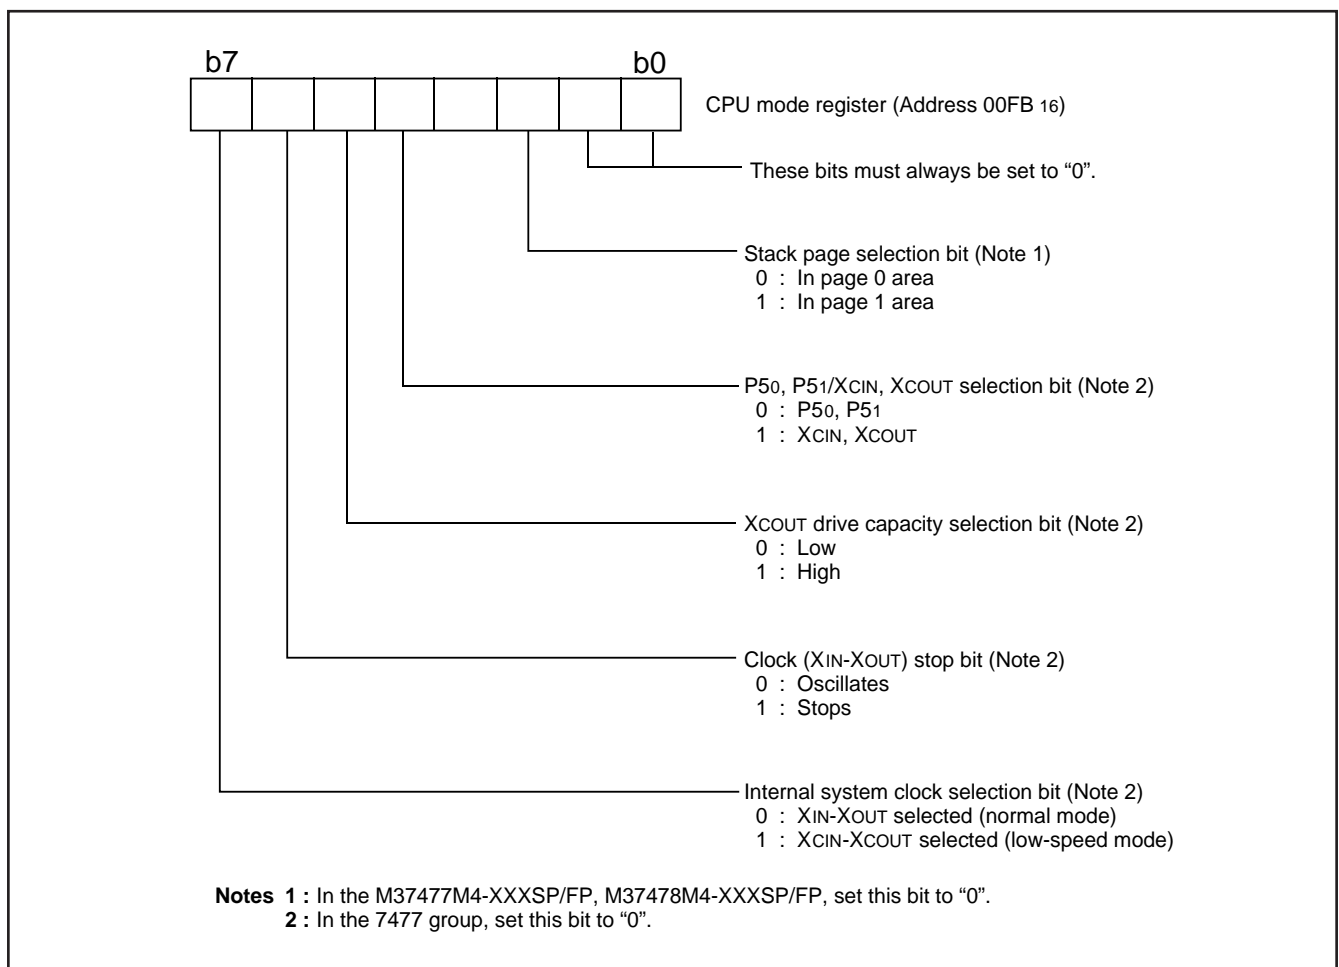 b7 b0
CPU mode register (Address 00FB 16)
These bits must always be set to “0”.
Stack page selection bit (Note 1)
0 : In page 0 area
1 : In page 1 area
P50, P51/XCIN, XCOUT selection bit (Note 2)
0 : P50, P51
1 : XCIN, XCOUT
XCOUT drive capacity selection bit (Note 2)
0 : Low
1 : High
Clock (XIN-XOUT) stop bit (Note 2)
0 : Oscillates
1 : Stops
Internal system clock selection bit (Note 2)
0 : XIN-XOUT selected (normal mode)
1 : XCIN-XCOUT selected (low-speed mode)
Notes 1 : In the M37477M4-XXXSP/FP, M37478M4-XXXSP/FP, set this bit to “0”.
2 : In the 7477 group, set this bit to “0”.